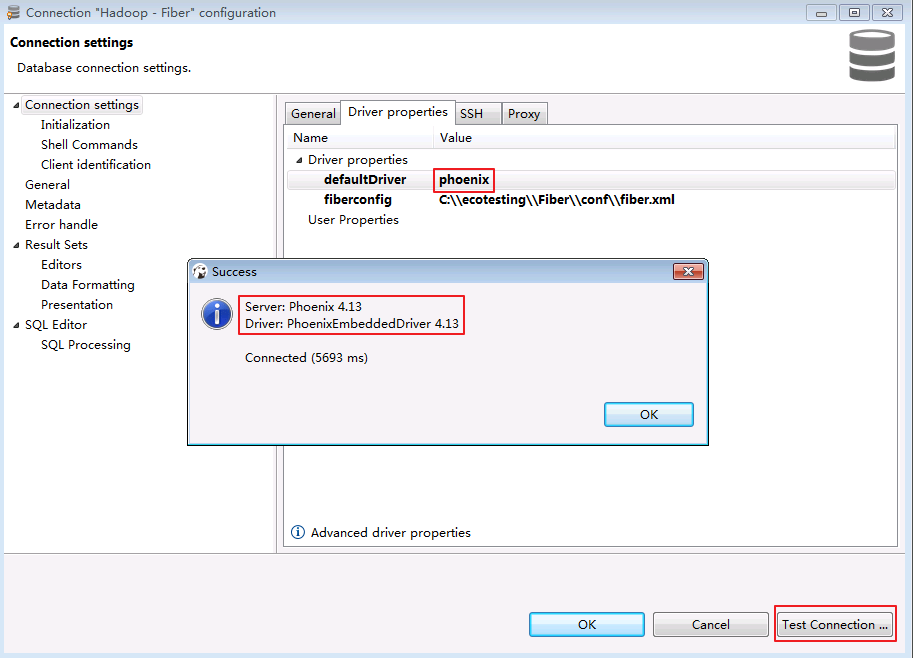 Connection "Hadoop - Fiber" configuration
Connection settings
Database connection settings.
Connection settings
Initialization
Shell Commands
Client identification
General
Metadata
Error handle
Result Sets
Editors
Data Formatting
Presentation
SQL Editor
SQL Processing
General Driver properties SSH Proxy
Name Value
Driver properties
defaultDriver phoenix
fiberconfig C:\\ecotesting\\Fiber\\conf\\fiber.xml
User Properties
Success
Server: Phoenix 4.13
Driver: PhoenixEmbeddedDriver 4.13
Connected (5693 ms)
OK
Advanced driver properties
OK Cancel Test Connection ...